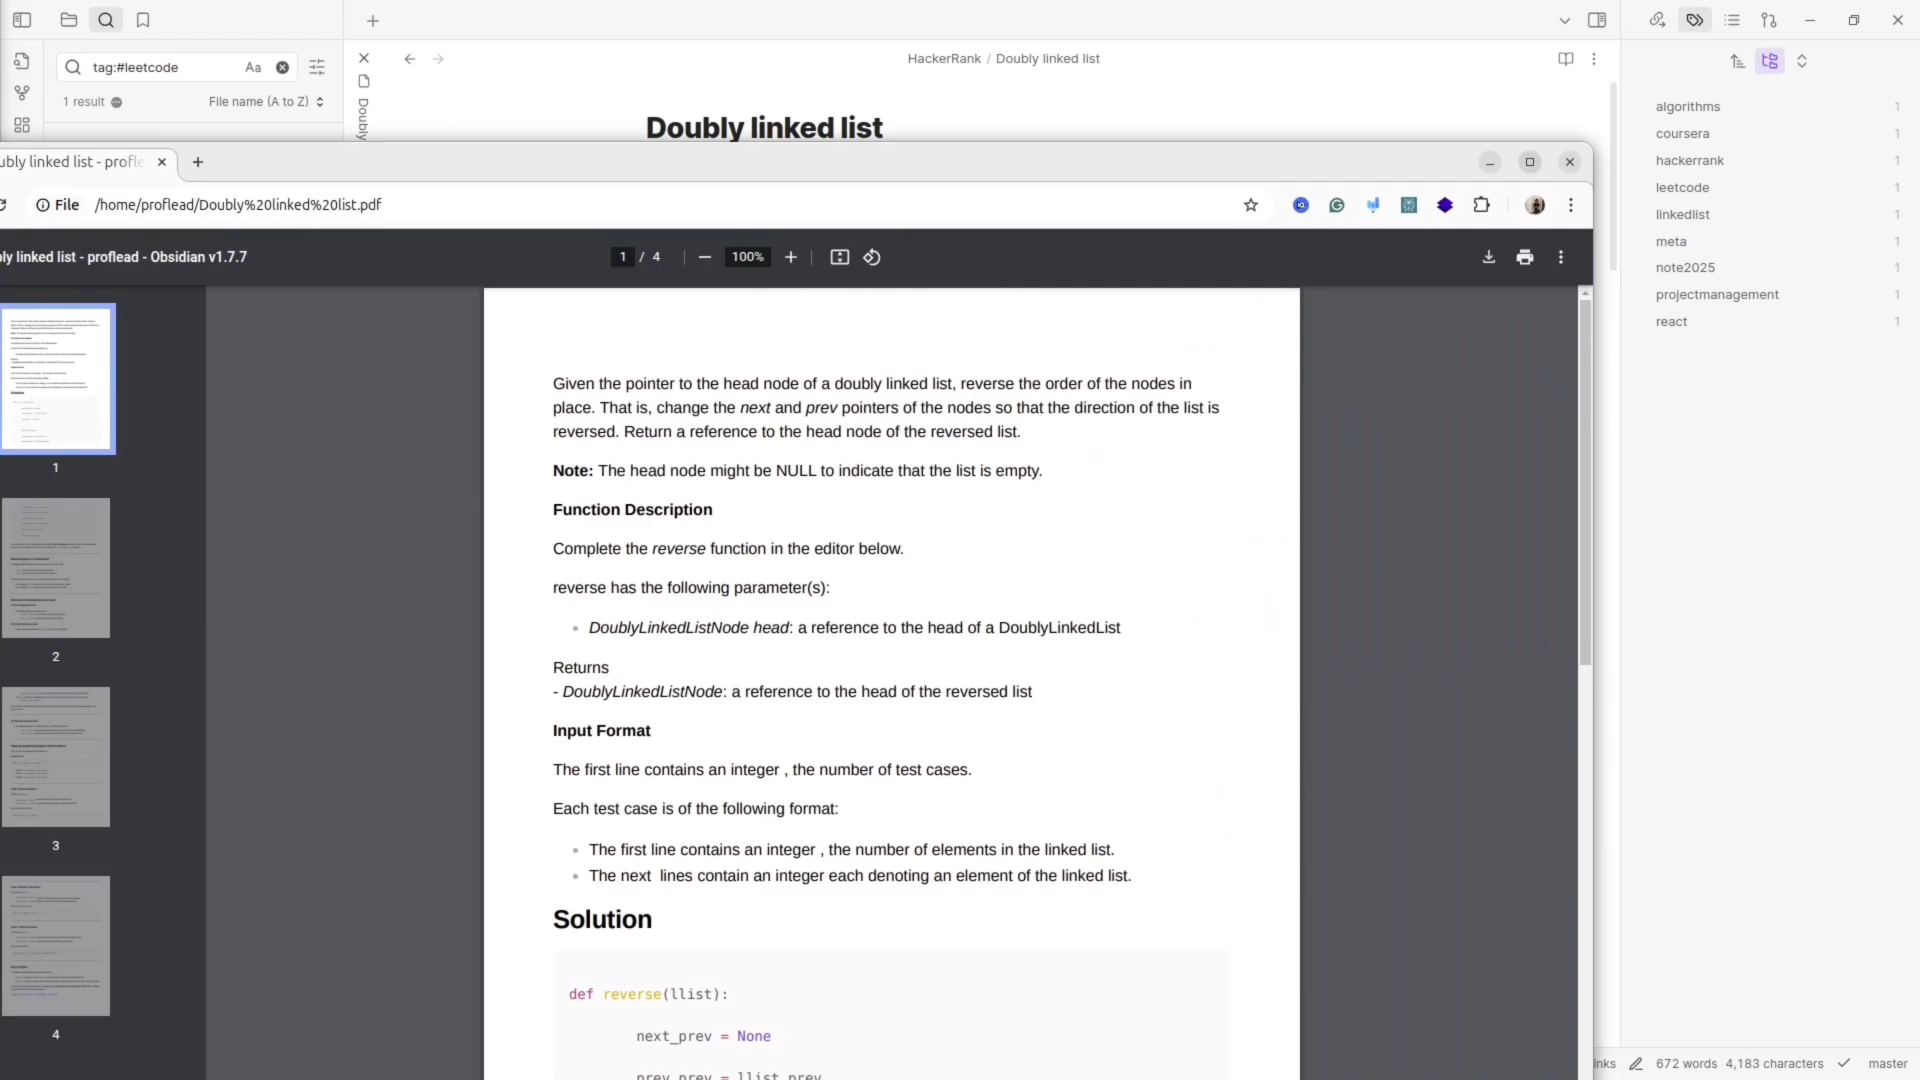 tag:#leetcode
Aa
1 result
File name (A to Z)
Doubly
HackerRank / Doubly linked list
Doubly linked list
algorithms 1
coursera 1
hackerrank 1
leetcode 1
linkedlist 1
meta 1
note2025 1
projectmanagement 1
react 1
ubly linked list - profle
File /home/proflead/Doubly%20linked%20list.pdf
ly linked list - proflead - Obsidian v1.7.7
1 / 4
100%
1
2
3
4
Given the pointer to the head node of a doubly linked list, reverse the order of the nodes in
place. That is, change the next and prev pointers of the nodes so that the direction of the list is
reversed. Return a reference to the head node of the reversed list.
Note: The head node might be NULL to indicate that the list is empty.
Function Description
Complete the reverse function in the editor below.
reverse has the following parameter(s):
DoublyLinkedListNode head: a reference to the head of a DoublyLinkedList
Returns
- DoublyLinkedListNode: a reference to the head of the reversed list
Input Format
The first line contains an integer , the number of test cases.
Each test case is of the following format:
The first line contains an integer , the number of elements in the linked list.
The next  lines contain an integer each denoting an element of the linked list.
Solution
def reverse(llist):
next_prev = None
prev_prev = llist.prev
inks
672 words 4,183 characters
master